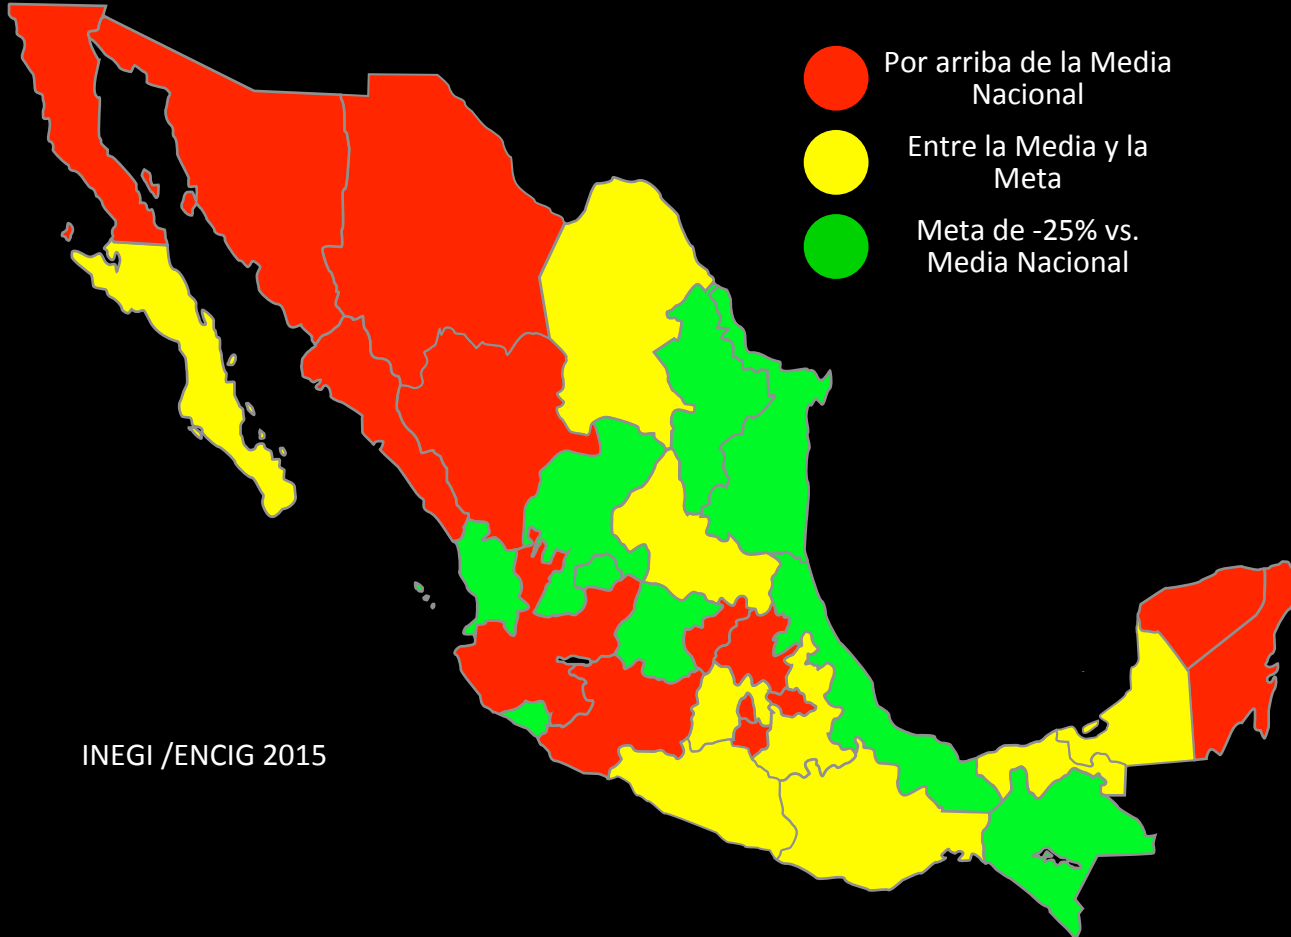 Por arriba de la Media
Nacional
Entre la Media y la
Meta
Meta de -25% vs.
Media Nacional
INEGI /ENCIG 2015